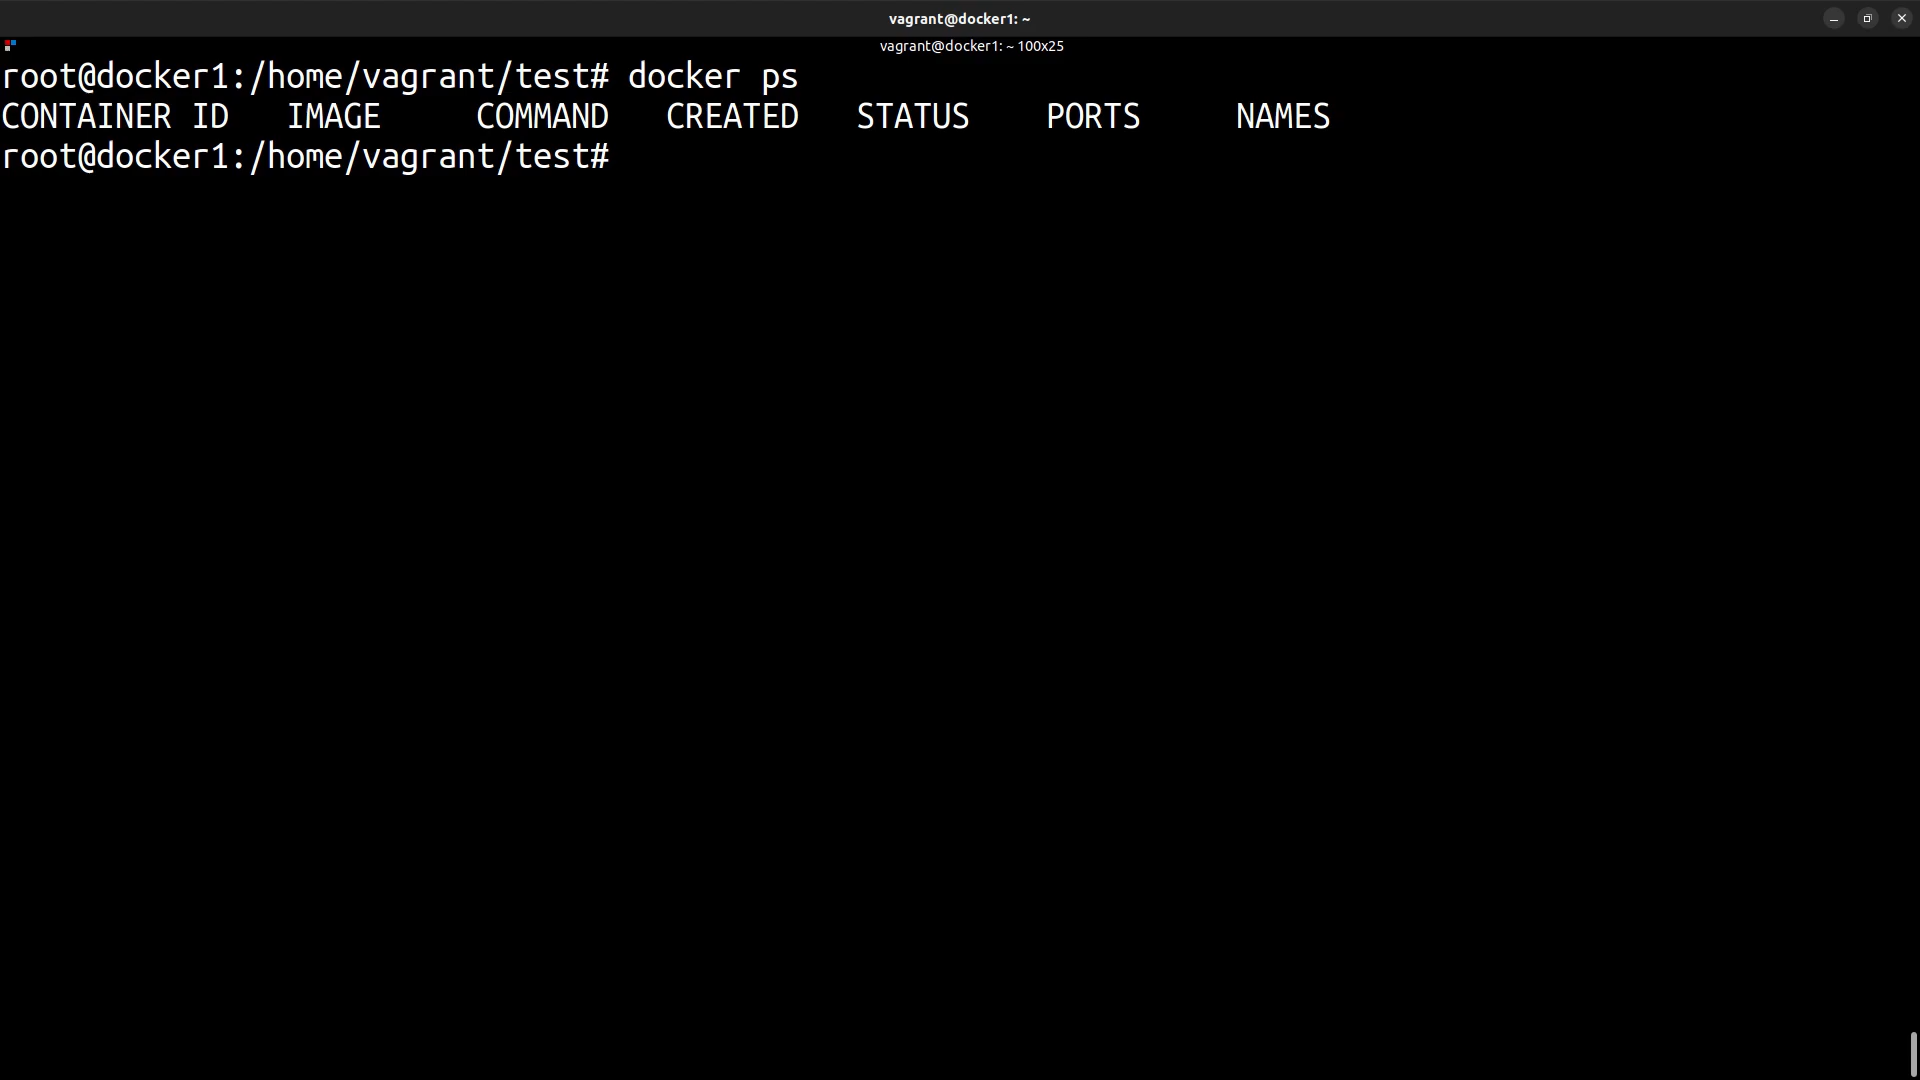 vagrant@docker1: ~
vagrant@docker1: ~ 100x25
root@docker1:/home/vagrant/test# docker ps
CONTAINER ID   IMAGE     COMMAND   CREATED   STATUS    PORTS     NAMES
root@docker1:/home/vagrant/test#